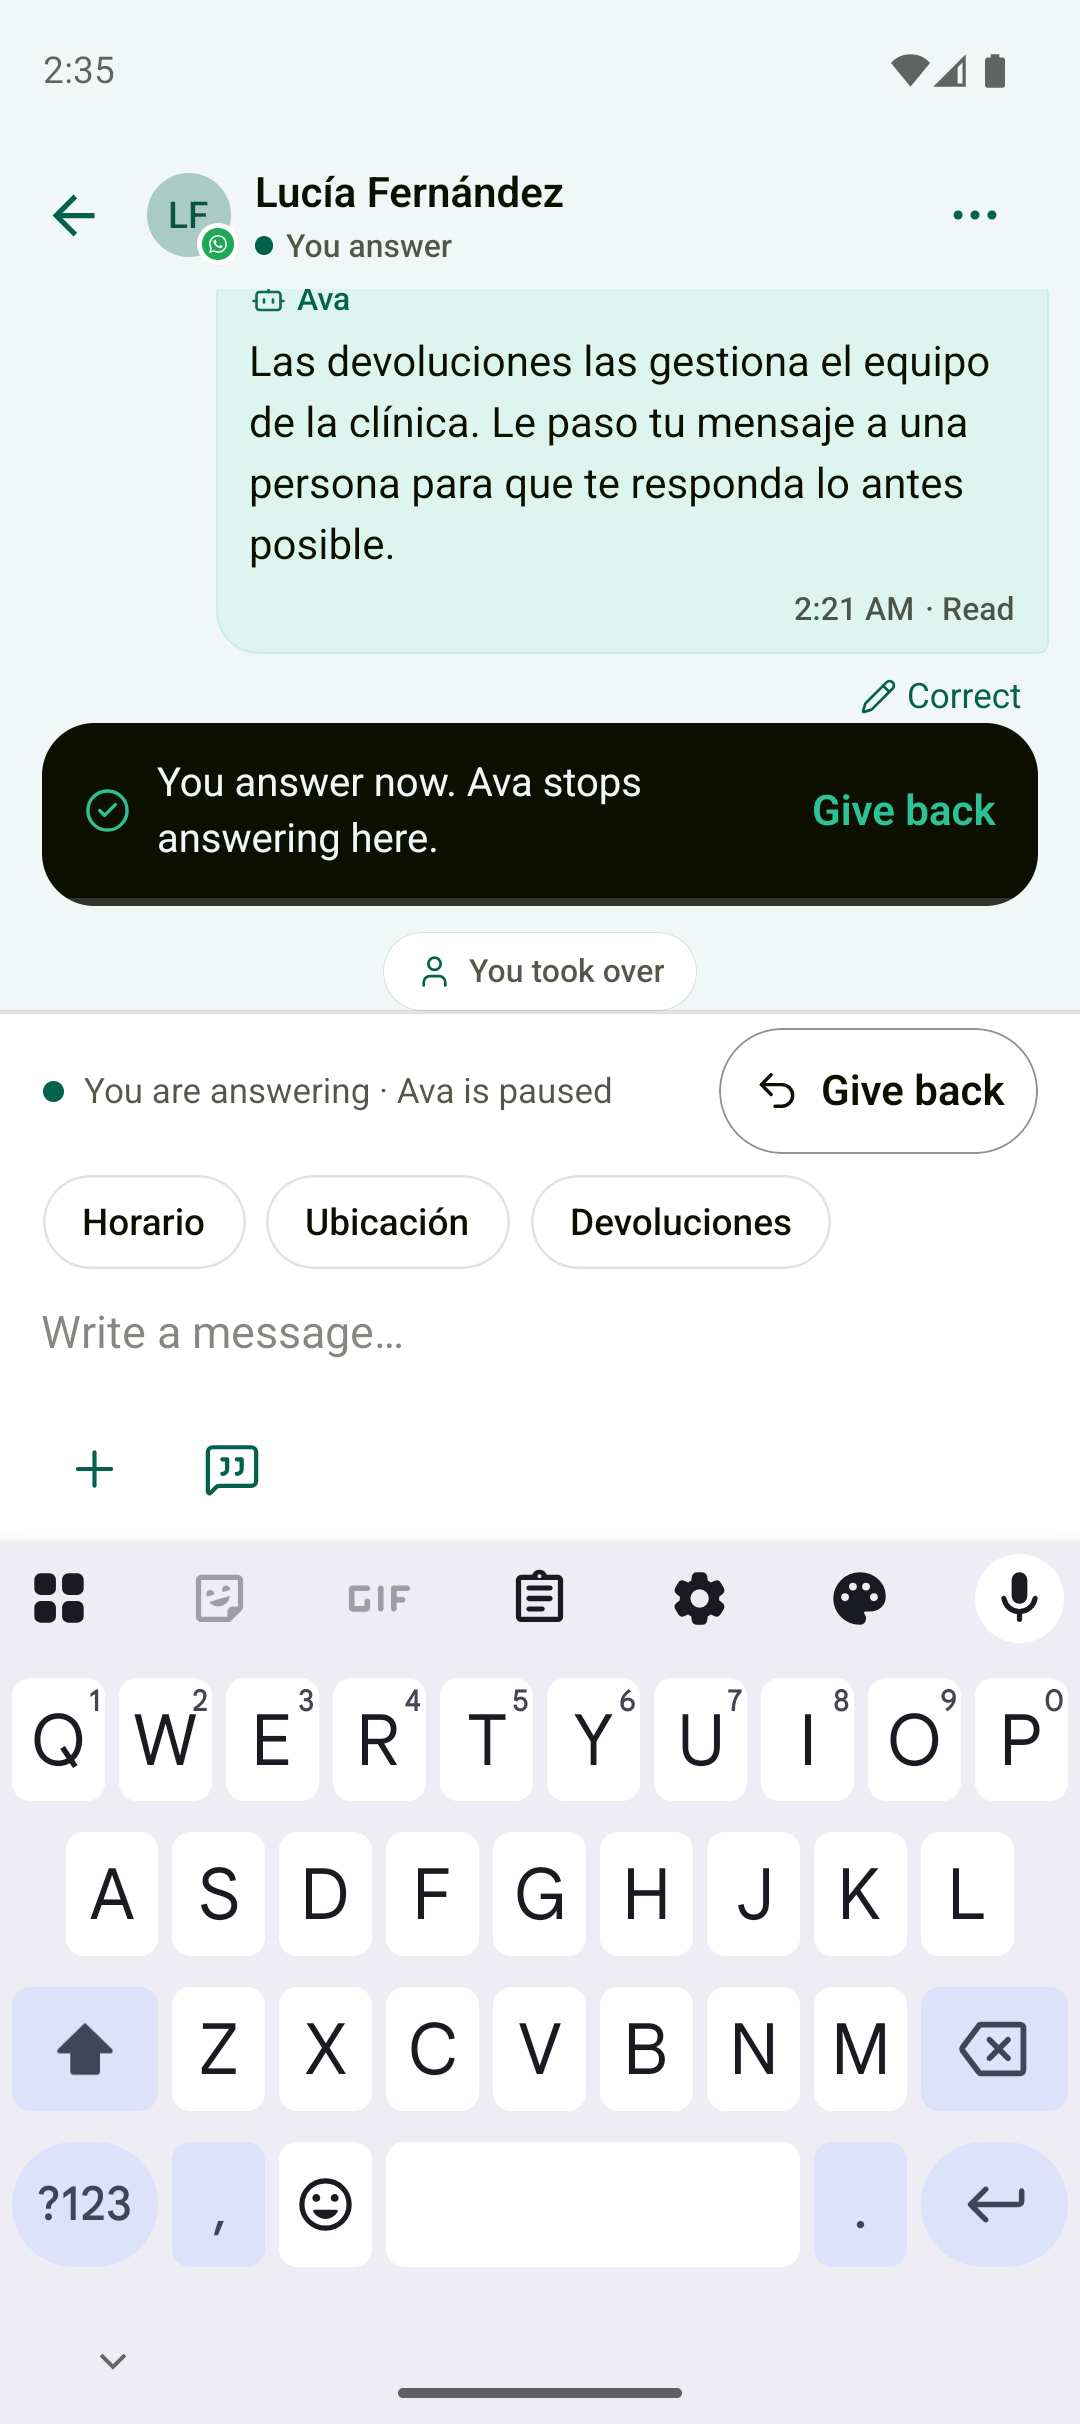 2:35
LF
Lucía Fernández
You answer
Ava
Las devoluciones las gestiona el equipo
de la clínica. Le paso tu mensaje a una
persona para que te responda lo antes
posible.
2:21 AM · Read
Correct
You answer now. Ava stops
answering here.
Give back
You took over
You are answering · Ava is paused
Give back
Horario
Ubicación
Devoluciones
Write a message…
GIF
Q1 W2 E3 R4 T5 Y6 U7 I8 O9 P0
A S D F G H J K L
Z X C V B N M
?123 , .